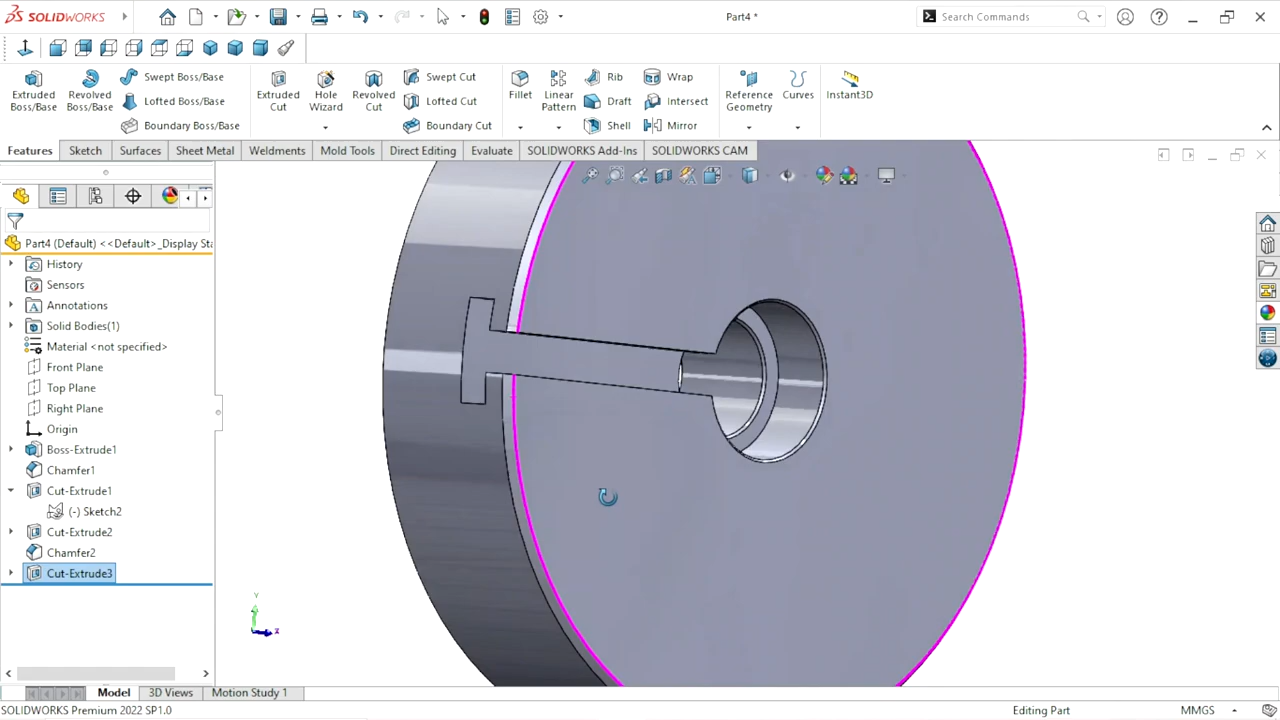 SOLIDWORKS
Part4 *
Search Commands
Extruded Boss/Base
Revolved Boss/Base
Swept Boss/Base
Lofted Boss/Base
Boundary Boss/Base
Extruded Cut
Hole Wizard
Revolved Cut
Swept Cut
Lofted Cut
Boundary Cut
Fillet
Linear Pattern
Rib
Draft
Shell
Wrap
Intersect
Mirror
Reference Geometry
Curves
Instant3D
Features Sketch Surfaces Sheet Metal Weldments Mold Tools Direct Editing Evaluate SOLIDWORKS Add-Ins SOLIDWORKS CAM
Part4 (Default) <<Default>_Display Sta
History
Sensors
Annotations
Solid Bodies(1)
Material <not specified>
Front Plane
Top Plane
Right Plane
Origin
Boss-Extrude1
Chamfer1
Cut-Extrude1
(-) Sketch2
Cut-Extrude2
Chamfer2
Cut-Extrude3
Y
Model 3D Views Motion Study 1
SOLIDWORKS Premium 2022 SP1.0 Editing Part MMGS